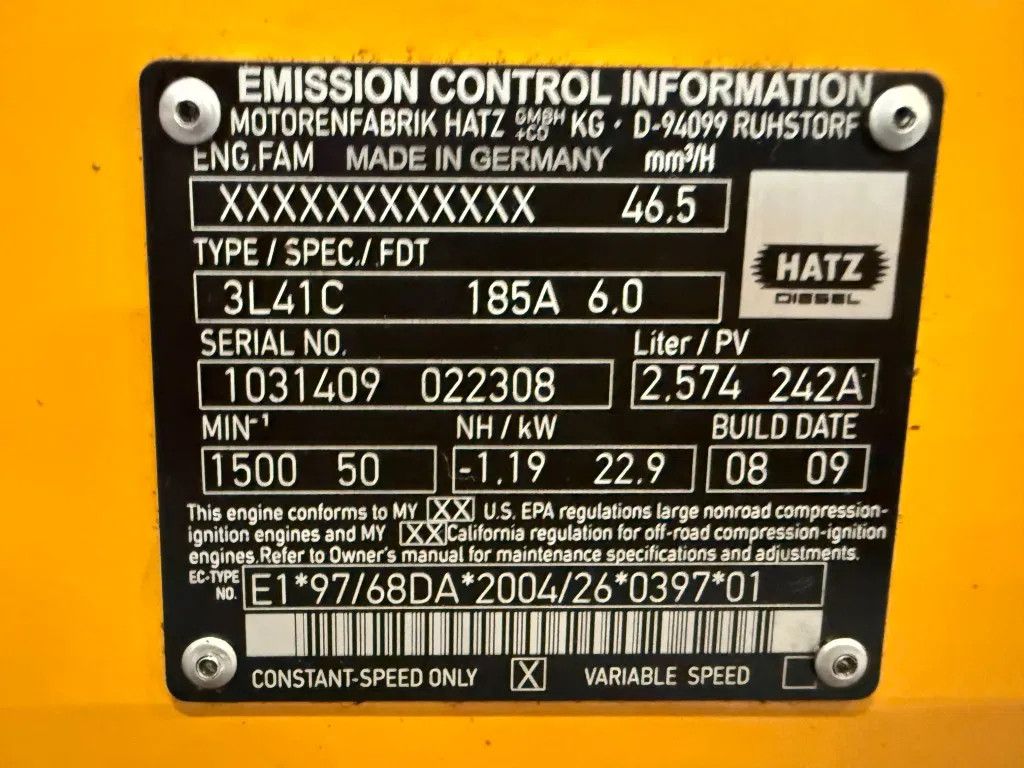 EMISSION CONTROL INFORMATION
MOTORENFABRIK HATZ GMBH +CO KG · D-94099 RUHSTORF
ENG.FAM MADE IN GERMANY mm³/H
XXXXXXXXXXXX 46.5
TYPE / SPEC./ FDT
3L41C 185A 6.0
HATZ
DIESEL
SERIAL NO. Liter / PV
1031409 022308 2.574 242A
MIN-¹ NH / kW BUILD DATE
1500 50 -1.19 22.9 08 09
This engine conforms to MY XX U.S. EPA regulations large nonroad compression-
ignition engines and MY XX California regulation for off-road compression-ignition
engines. Refer to Owner's manual for maintenance specifications and adjustments.
EC-TYPE NO. E1*97/68DA*2004/26*0397*01
CONSTANT-SPEED ONLY X VARIABLE SPEED